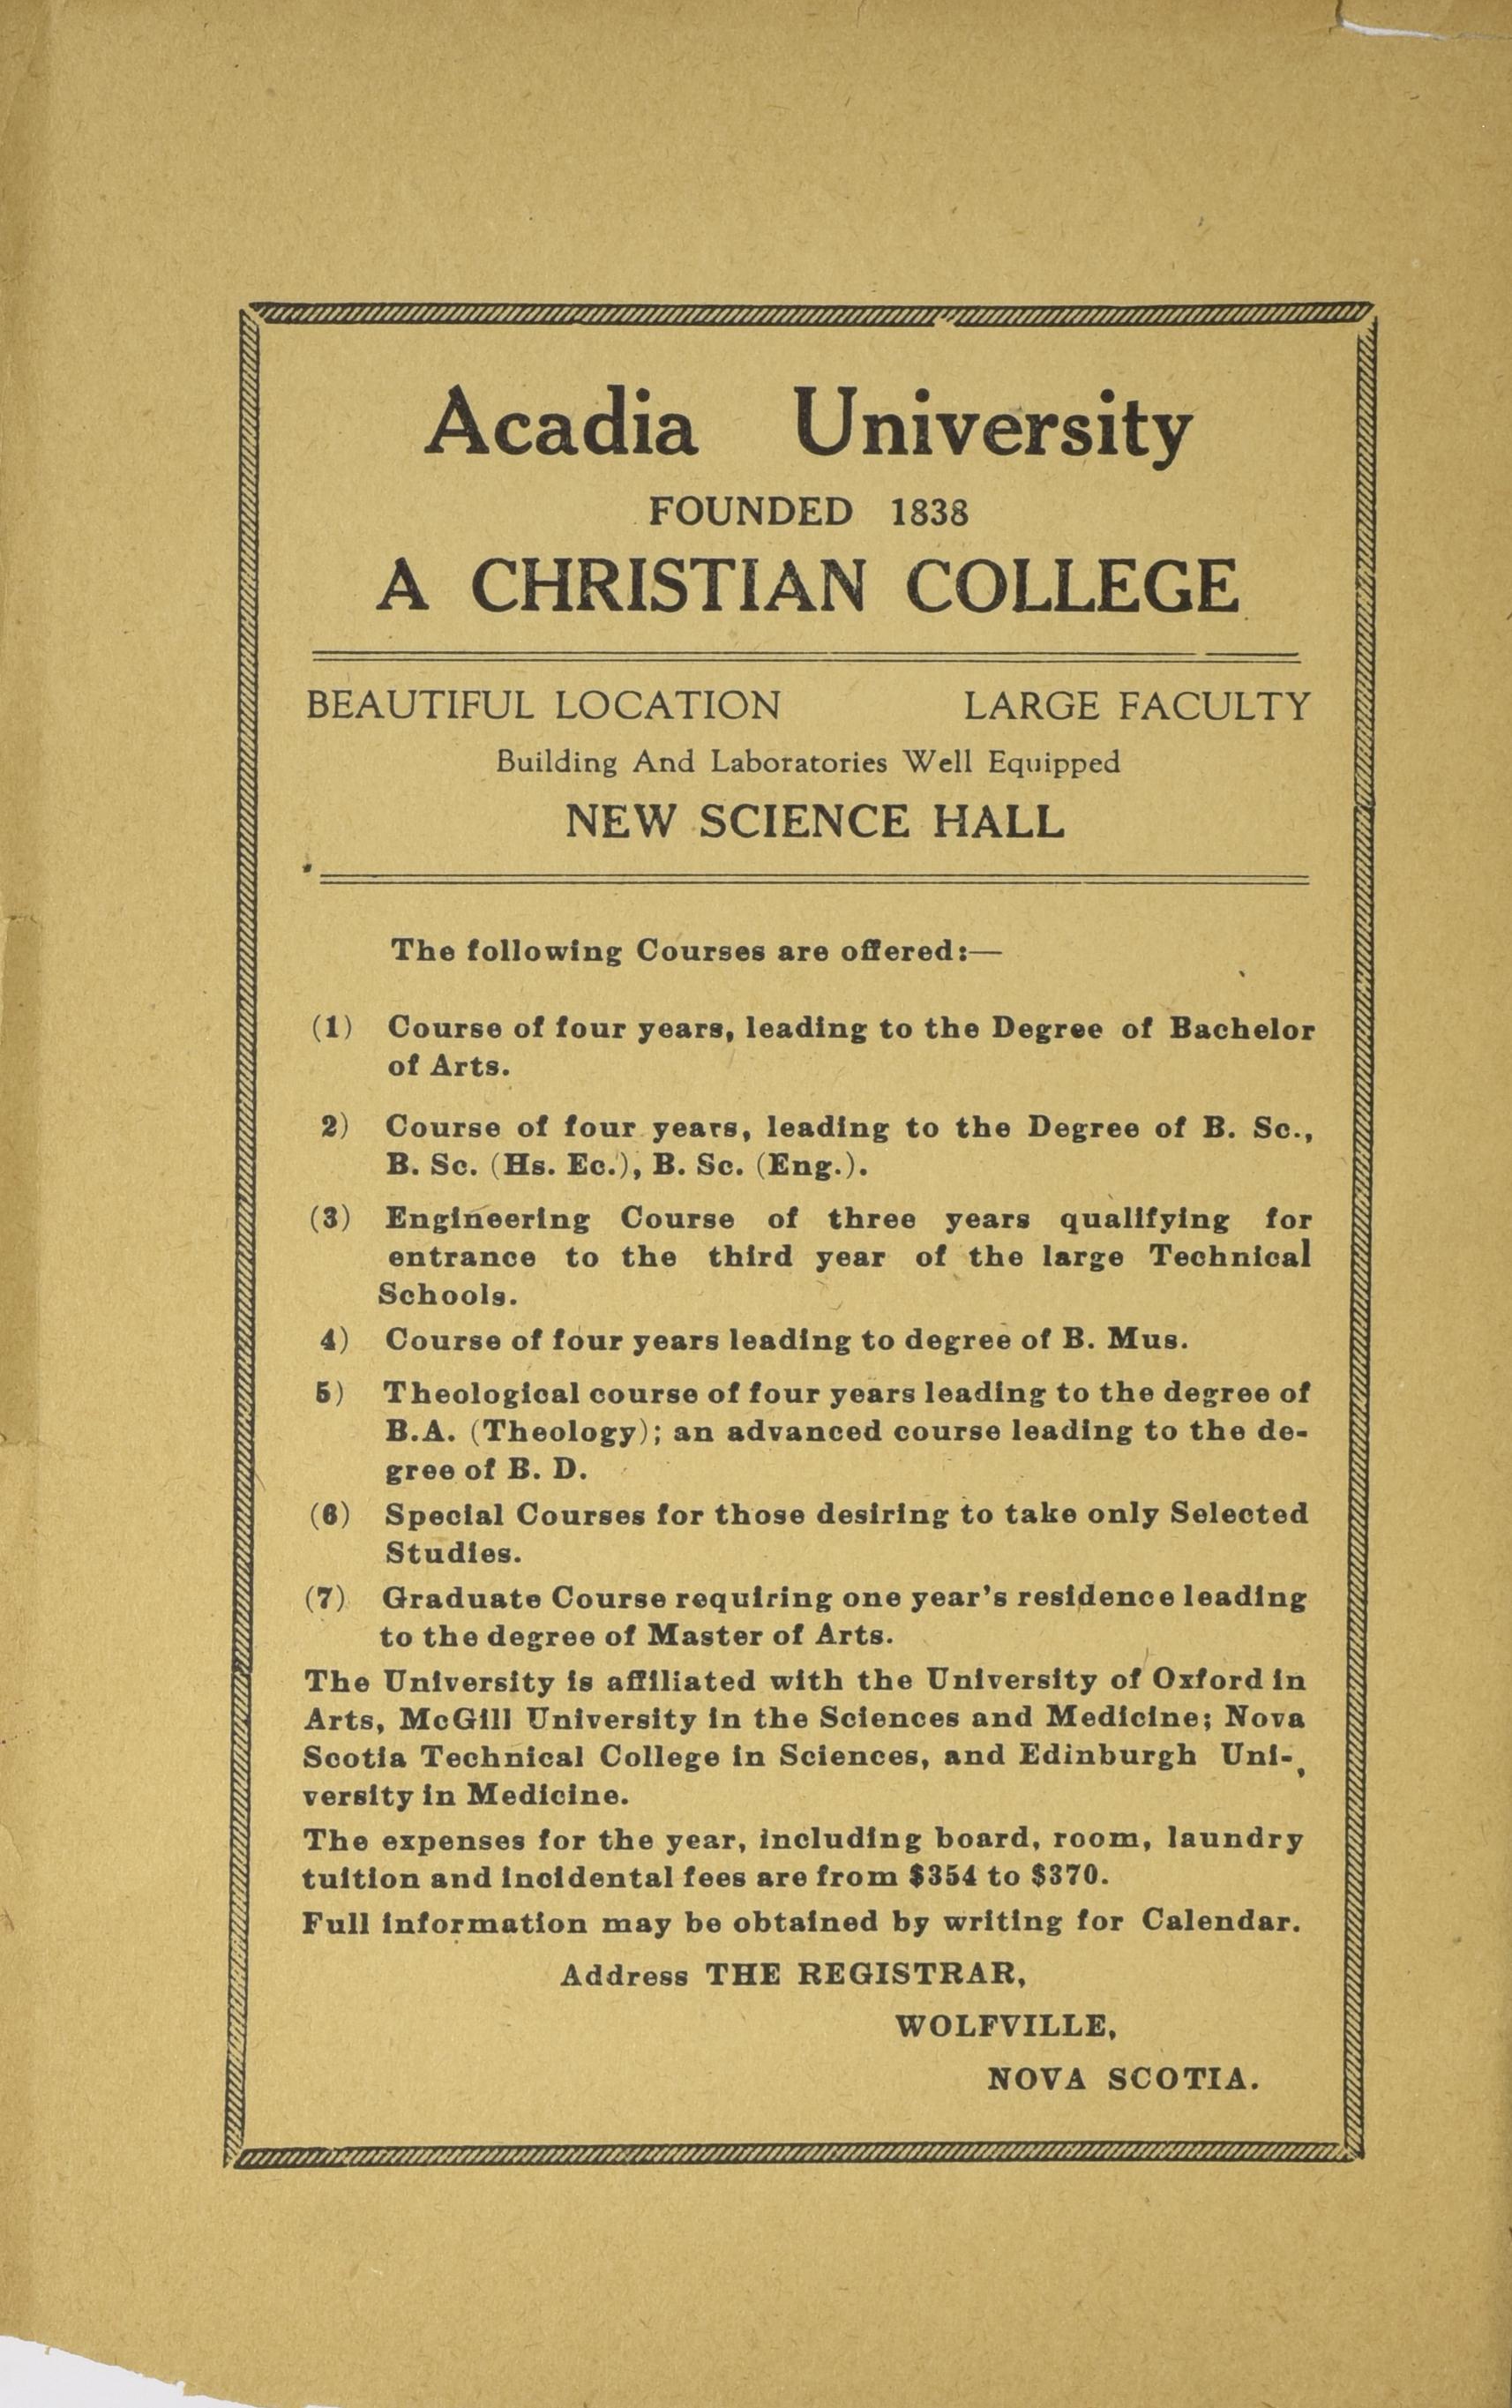 Acadia University
FOUNDED 1838
A CHRISTIAN COLLEGE
BEAUTIFUL LOCATION LARGE FACULTY
Building And Laboratories Well Equipped
NEW SCIENCE HALL
The following Courses are offered:—
(1) Course of four years, leading to the Degree of Bachelor
of Arts.
2) Course of four years, leading to the Degree of B. Sc.,
B. Sc. (Hs. Ec.), B. Sc. (Eng.).
(3) Engineering Course of three years qualifying for
entrance to the third year of the large Technical
Schools.
4) Course of four years leading to degree of B. Mus.
5) Theological course of four years leading to the degree of
B.A. (Theology); an advanced course leading to the de-
gree of B. D.
(6) Special Courses for those desiring to take only Selected
Studies.
(7) Graduate Course requiring one year's residence leading
to the degree of Master of Arts.
The University is affiliated with the University of Oxford in
Arts, McGill University in the Sciences and Medicine; Nova
Scotia Technical College in Sciences, and Edinburgh Uni-
versity in Medicine.
The expenses for the year, including board, room, laundry
tuition and incidental fees are from $354 to $370.
Full information may be obtained by writing for Calendar.
Address THE REGISTRAR,
WOLFVILLE,
NOVA SCOTIA.